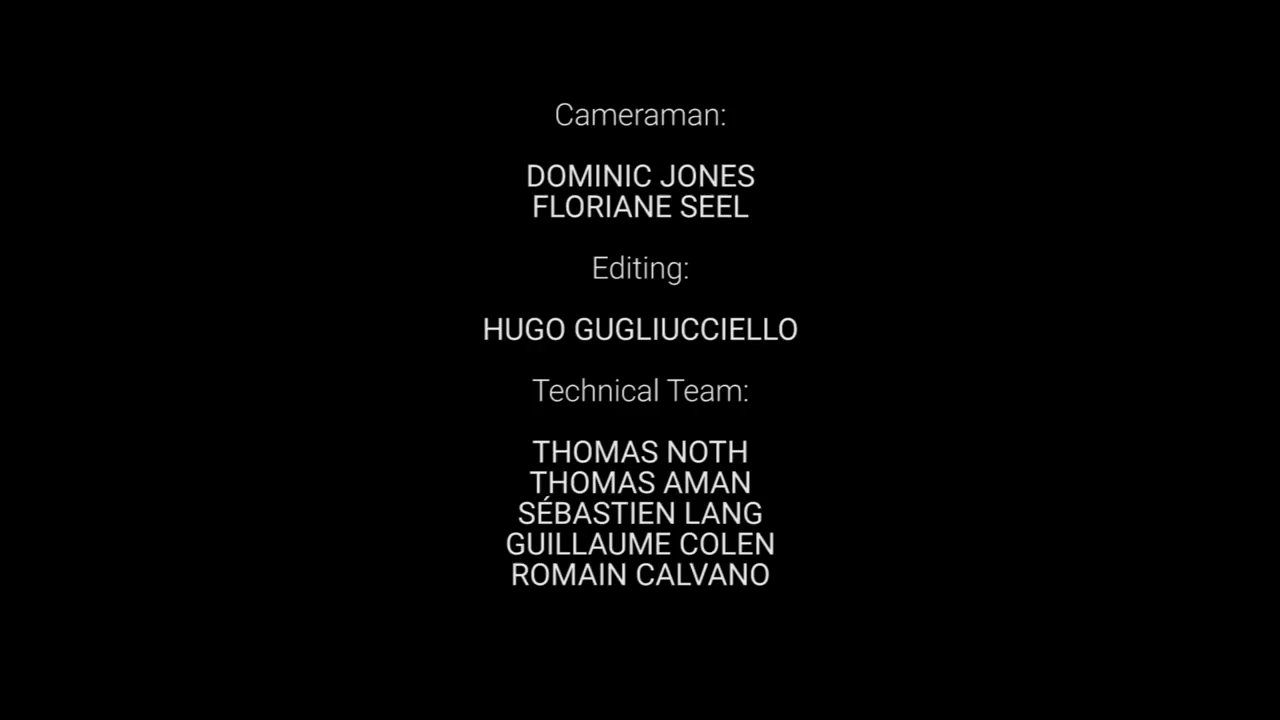 Cameraman:
DOMINIC JONES
FLORIANE SEEL
Editing:
HUGO GUGLIUCCIELLO
Technical Team:
THOMAS NOTH
THOMAS AMAN
SÉBASTIEN LANG
GUILLAUME COLEN
ROMAIN CALVANO